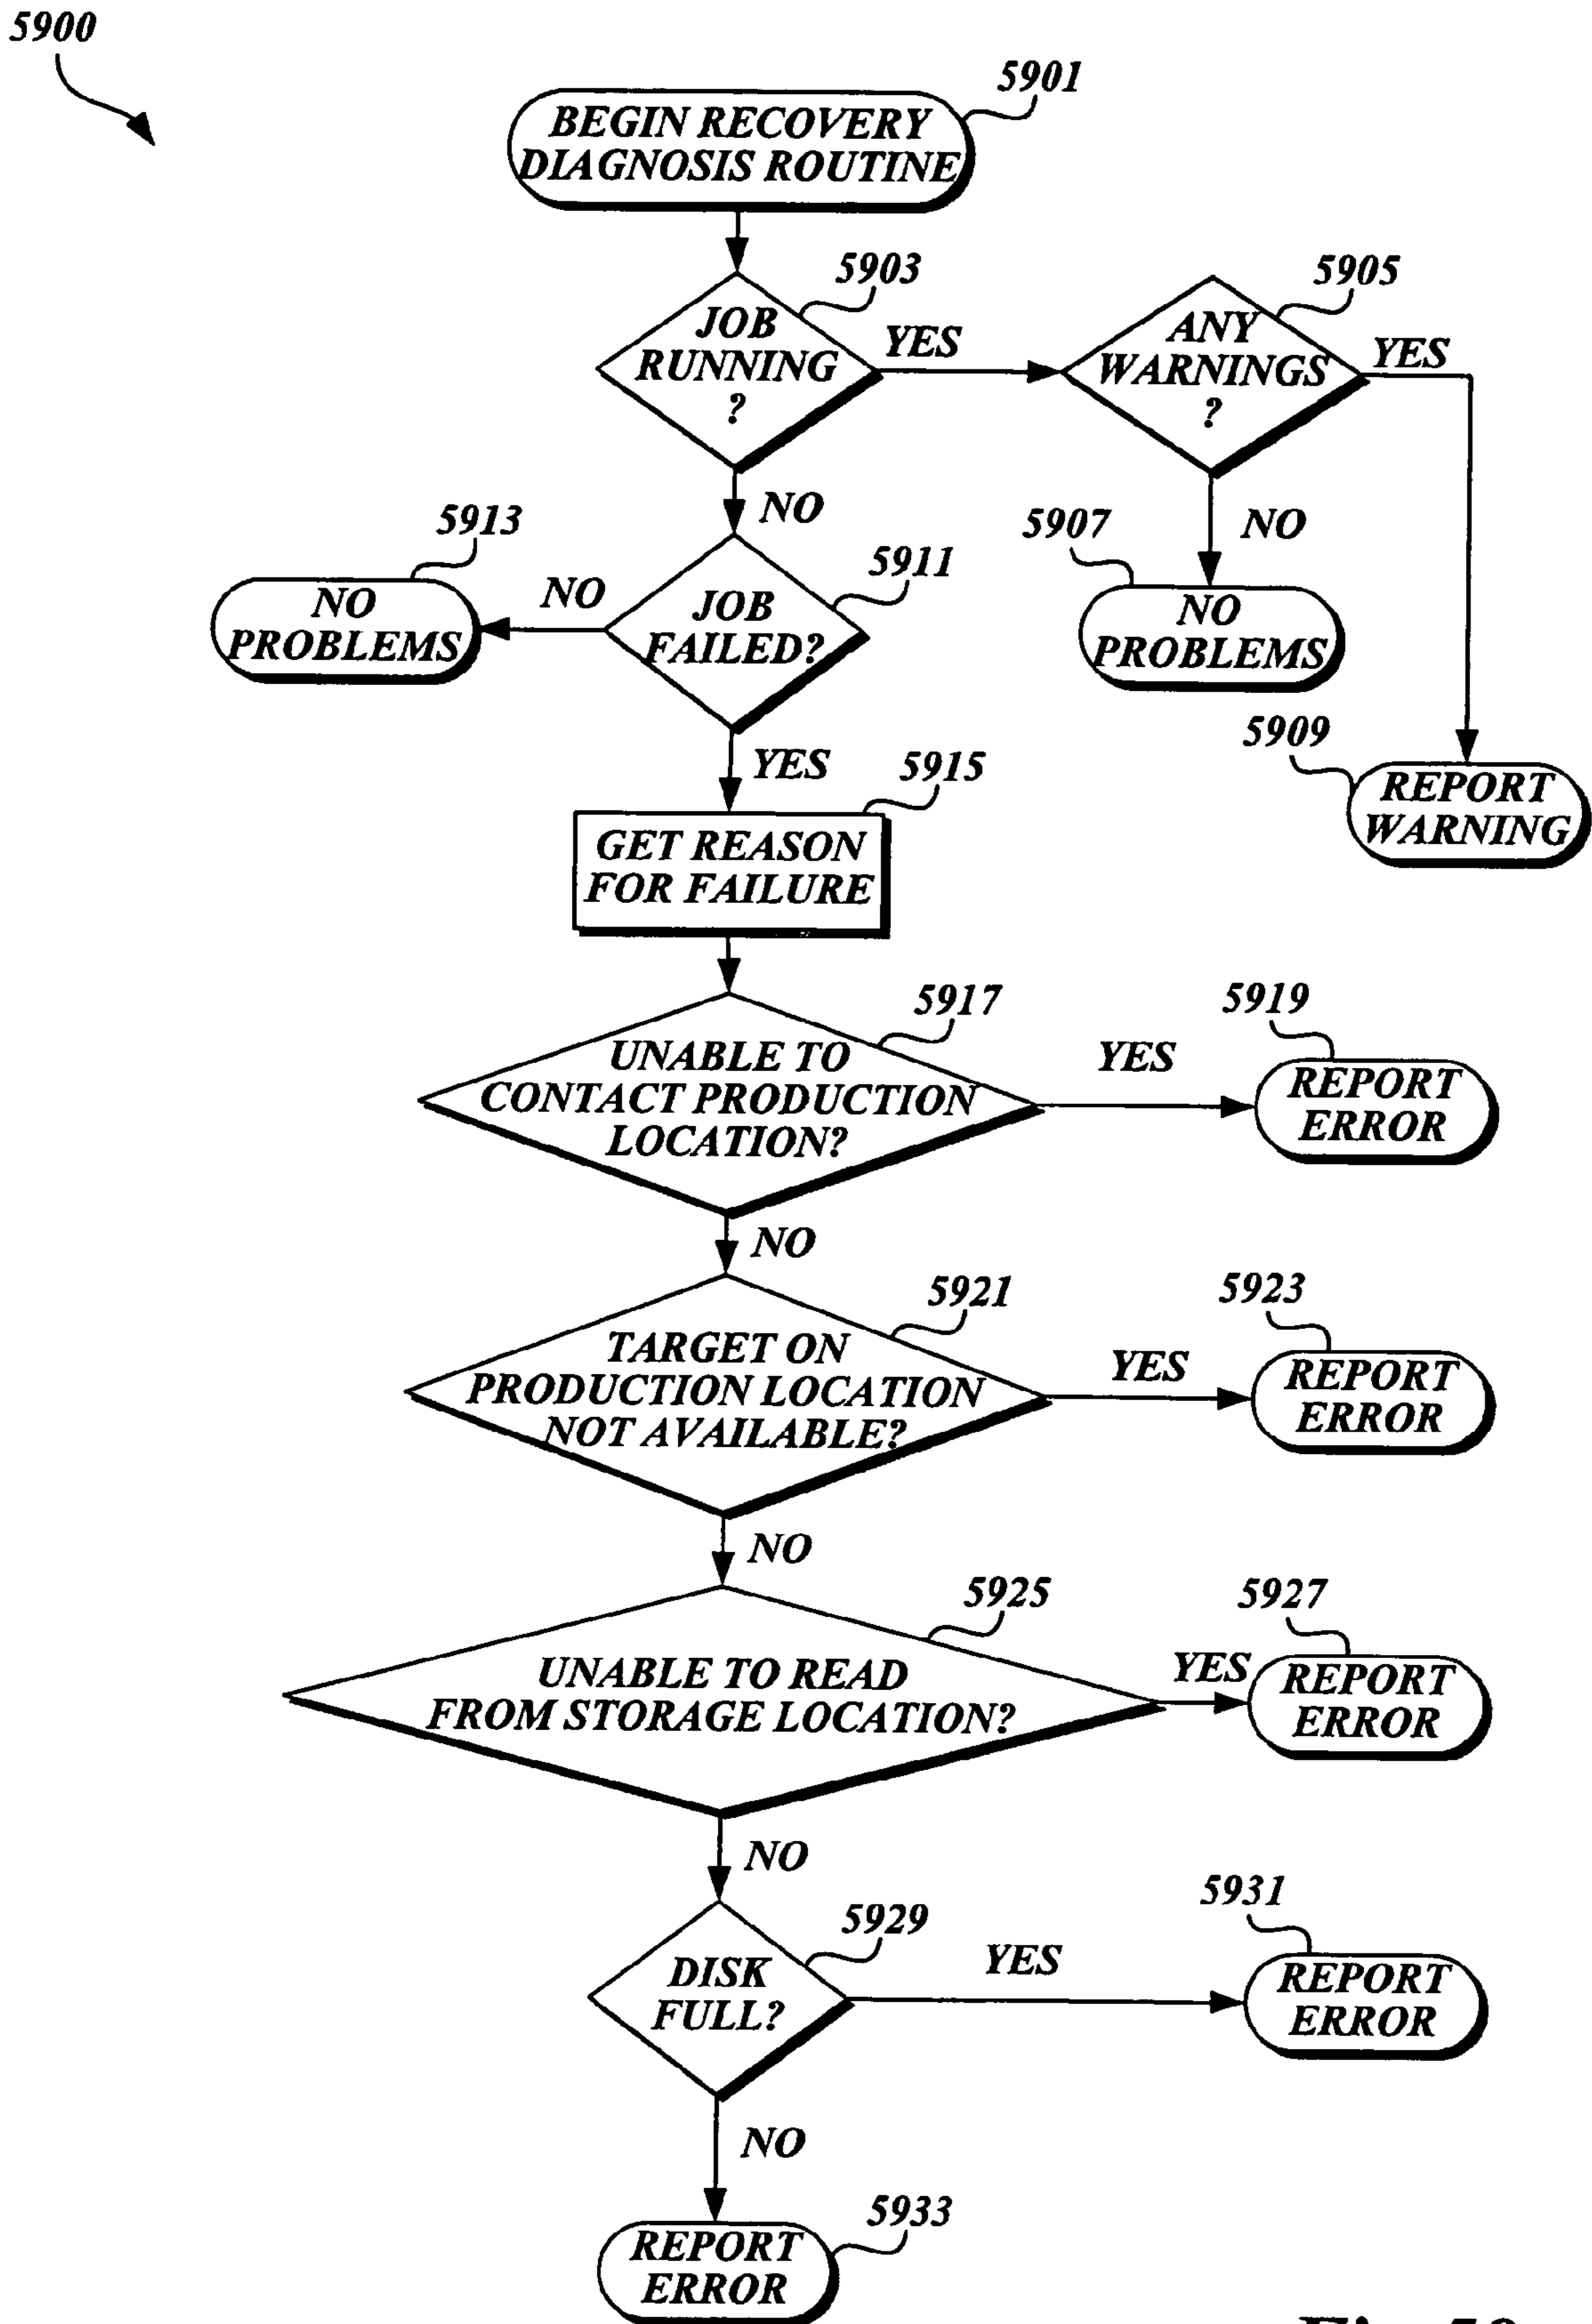 5900
5901
BEGIN RECOVERY
DIAGNOSIS ROUTINE
5903
JOB
RUNNING
?
YES
5905
ANY
WARNINGS
?
YES
NO
NO
5907
NO
PROBLEMS
5909
REPORT
WARNING
5913
NO
PROBLEMS
NO
5911
JOB
FAILED?
YES
5915
GET REASON
FOR FAILURE
5917
UNABLE TO
CONTACT PRODUCTION
LOCATION?
YES
5919
REPORT
ERROR
NO
5921
TARGET ON
PRODUCTION LOCATION
NOT AVAILABLE?
YES
5923
REPORT
ERROR
NO
5925
UNABLE TO READ
FROM STORAGE LOCATION?
YES
5927
REPORT
ERROR
NO
5929
DISK
FULL?
YES
5931
REPORT
ERROR
NO
5933
REPORT
ERROR